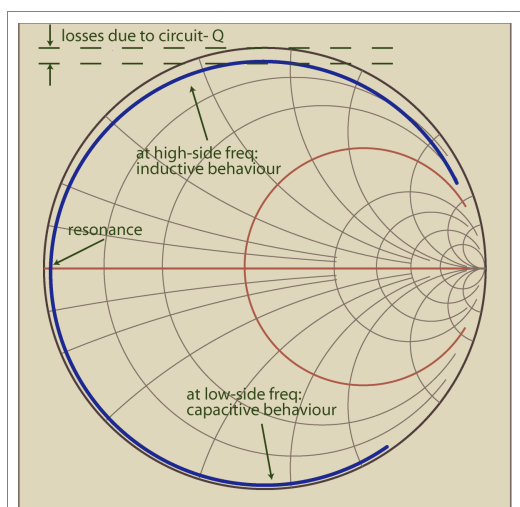 losses due to circuit- Q
at high-side freq:
inductive behaviour
resonance
at low-side freq:
capacitive behaviour